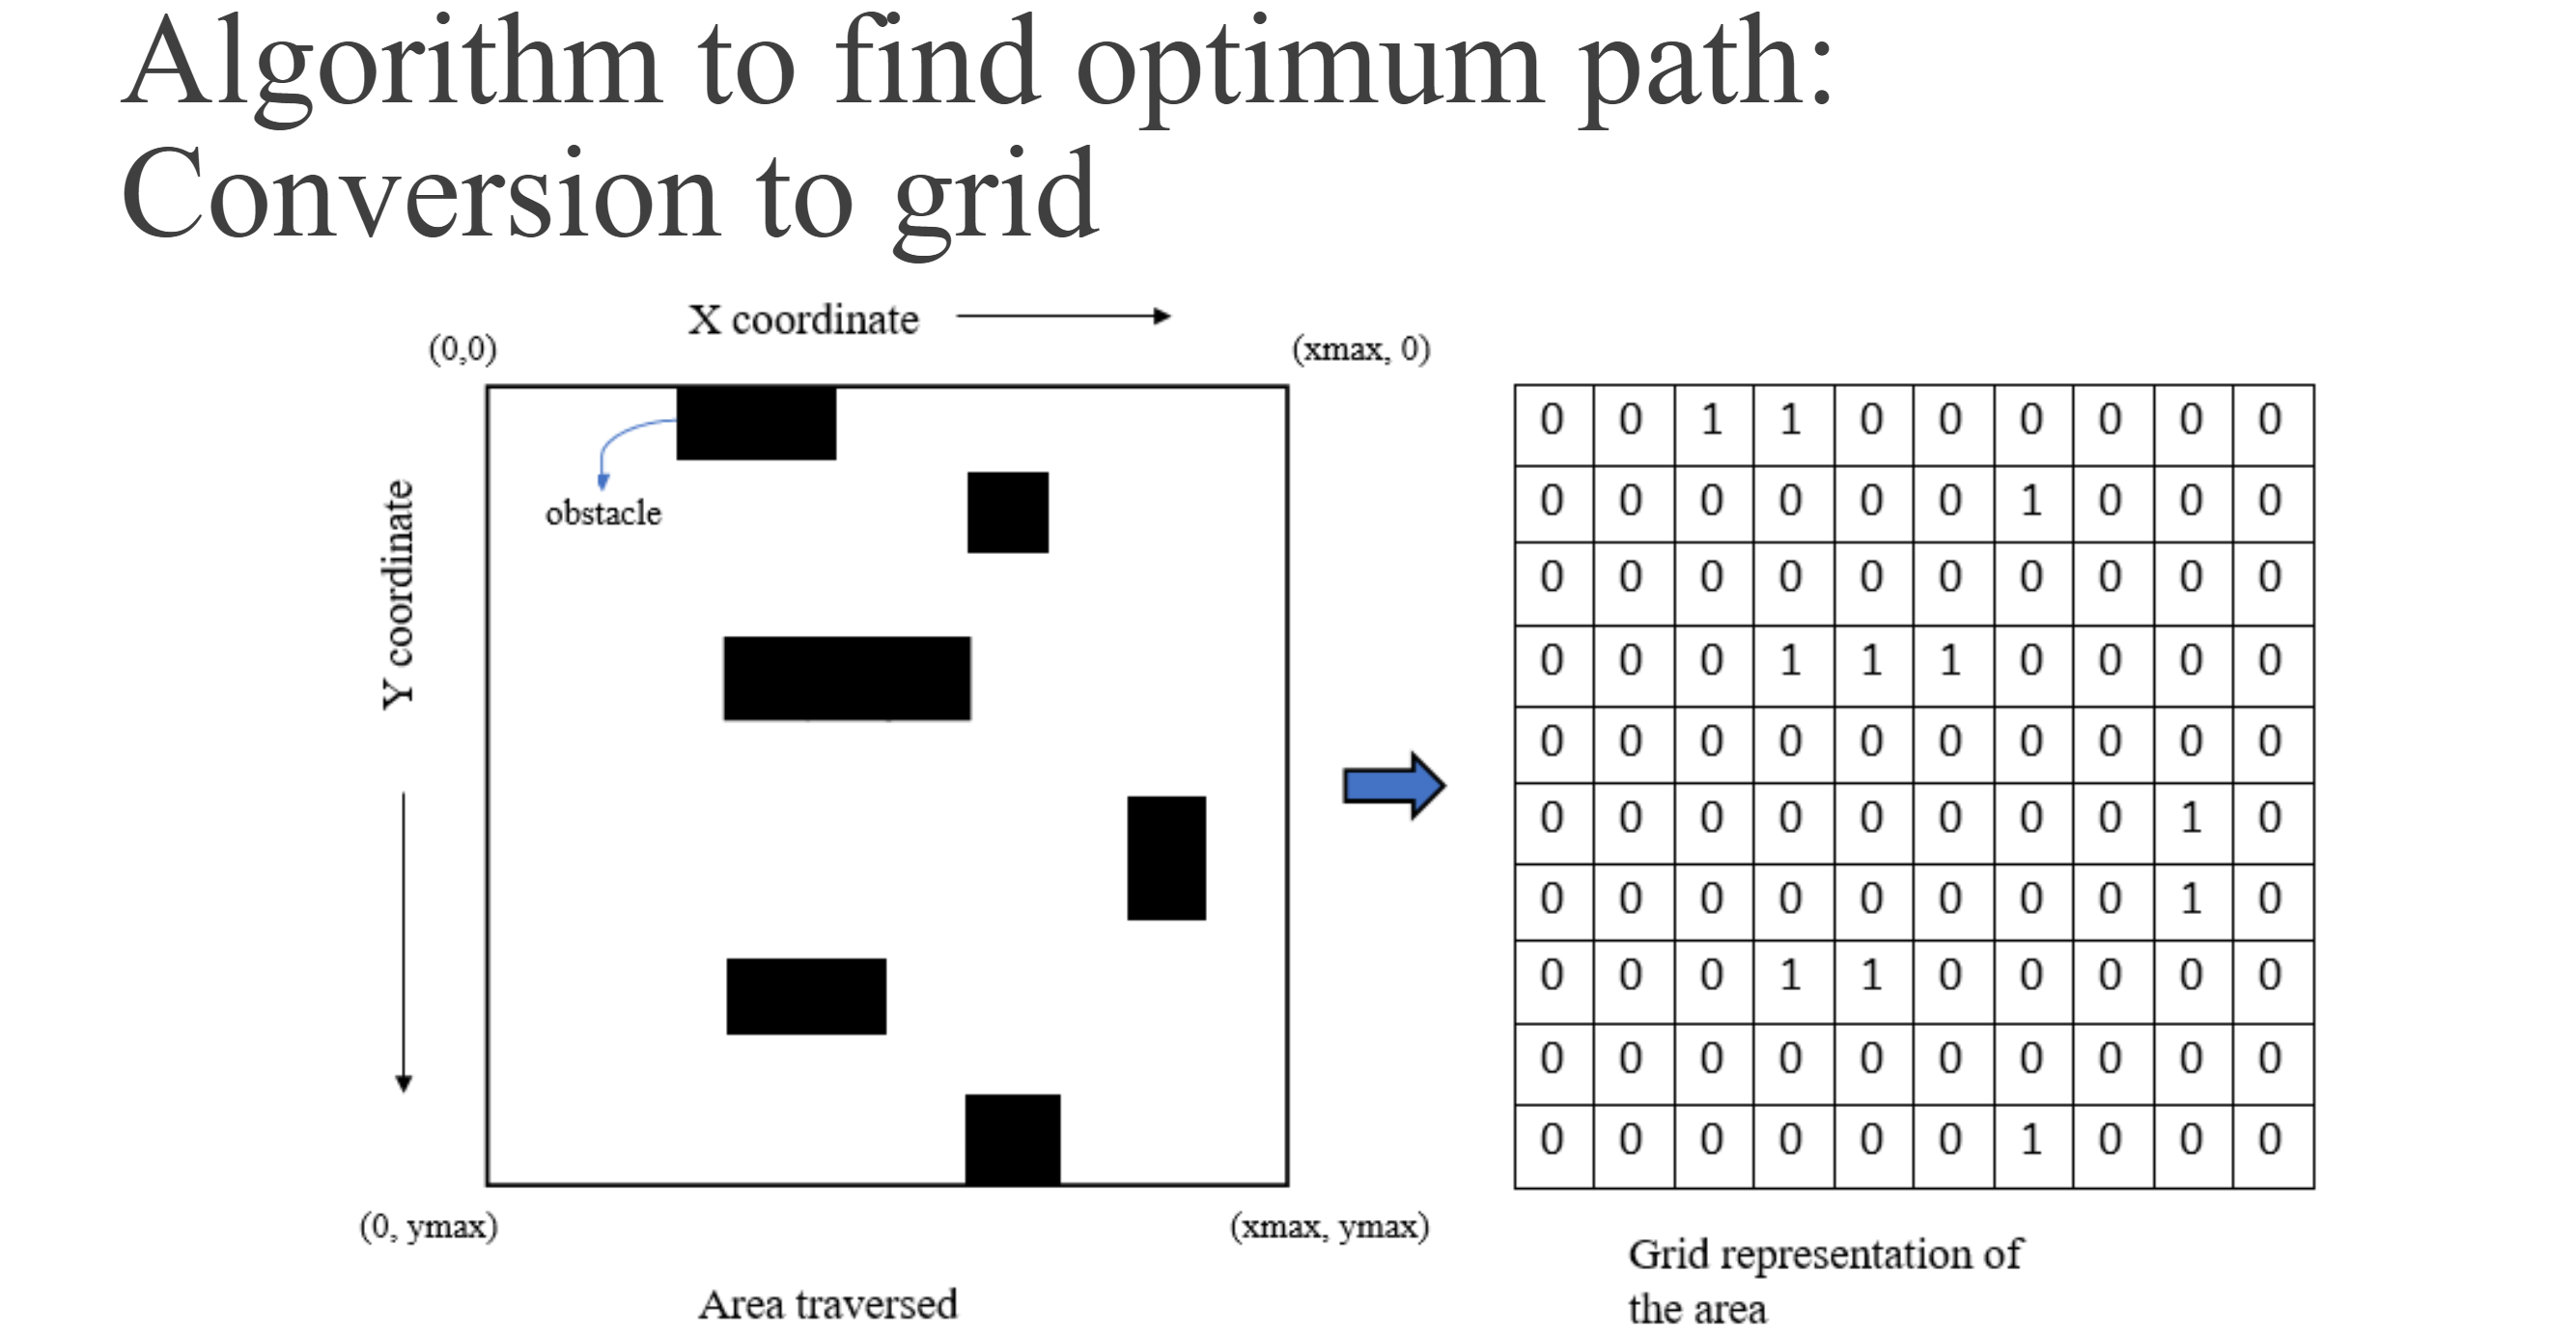 Algorithm to find optimum path:
Conversion to grid
X coordinate
(0,0)
(xmax, 0)
Y coordinate
obstacle
(0, ymax)
(xmax, ymax)
Area traversed
0 0 1 1 0 0 0 0 0 0
0 0 0 0 0 0 1 0 0 0
0 0 0 0 0 0 0 0 0 0
0 0 0 1 1 1 0 0 0 0
0 0 0 0 0 0 0 0 0 0
0 0 0 0 0 0 0 0 1 0
0 0 0 0 0 0 0 0 1 0
0 0 0 1 1 0 0 0 0 0
0 0 0 0 0 0 0 0 0 0
0 0 0 0 0 0 1 0 0 0
Grid representation of
the area